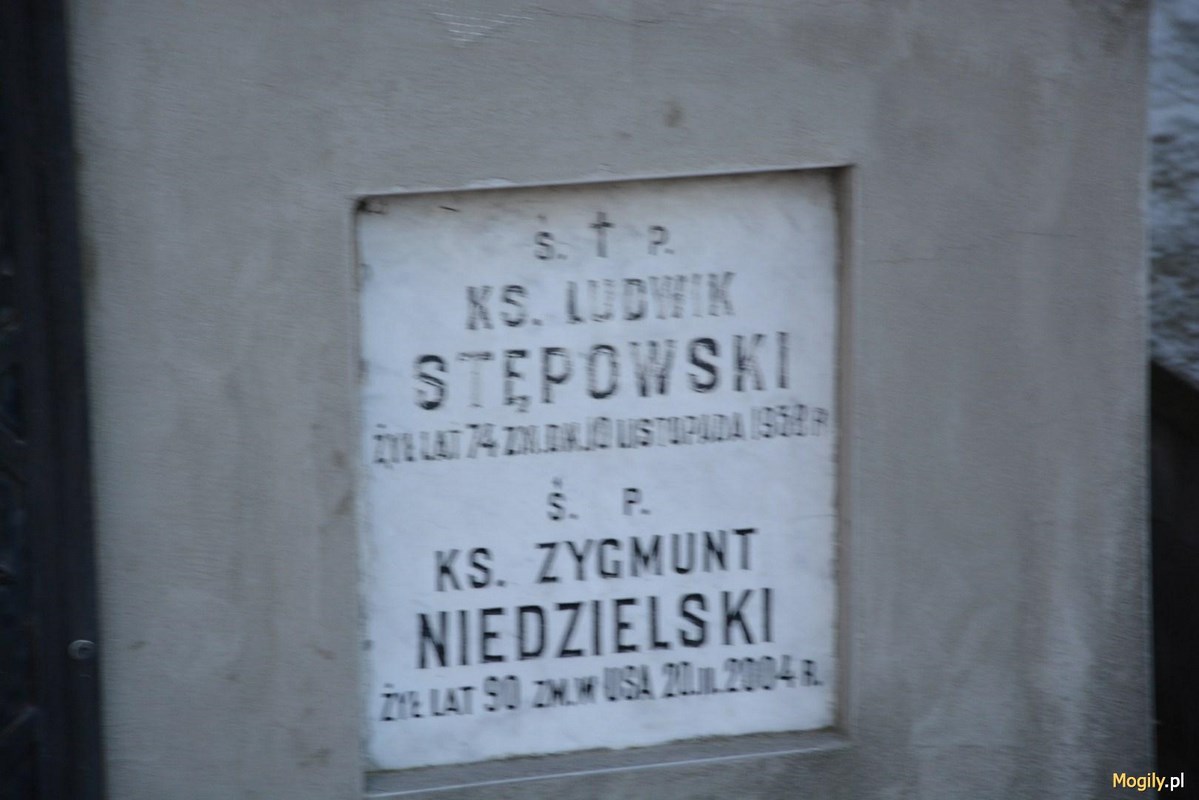 Ś. † P.
KS. LUDWIK
STĘPOWSKI
ŻYŁ LAT 74 ZM. DN. 10 LISTOPADA R
Ś. P.
KS. ZYGMUNT
NIEDZIELSKI
ŻYŁ LAT 90 ZM. W USA 20.II.2004 R.
Mogily.pl